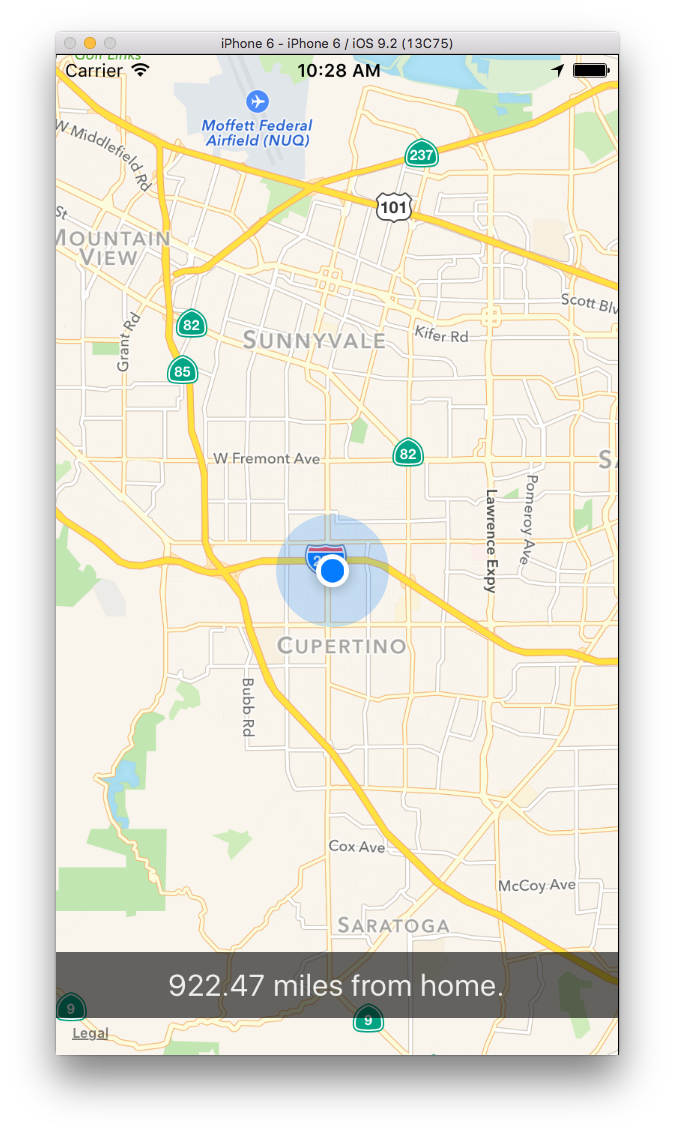 iPhone 6 - iPhone 6 / iOS 9.2 (13C75)
Golf Links
Carrier
10:28 AM
Moffett Federal
Airfield (NUQ)
W Middlefield Rd
237
101
St
MOUNTAIN
VIEW
Scott Blv
82
Grant Rd
SUNNYVALE
Kifer Rd
85
82
W Fremont Ave
SA
Pomeroy Ave
Lawrence Expy
CUPERTINO
Bubb Rd
Cox Ave
McCoy Ave
SARATOGA
922.47 miles from home.
9
9
Legal